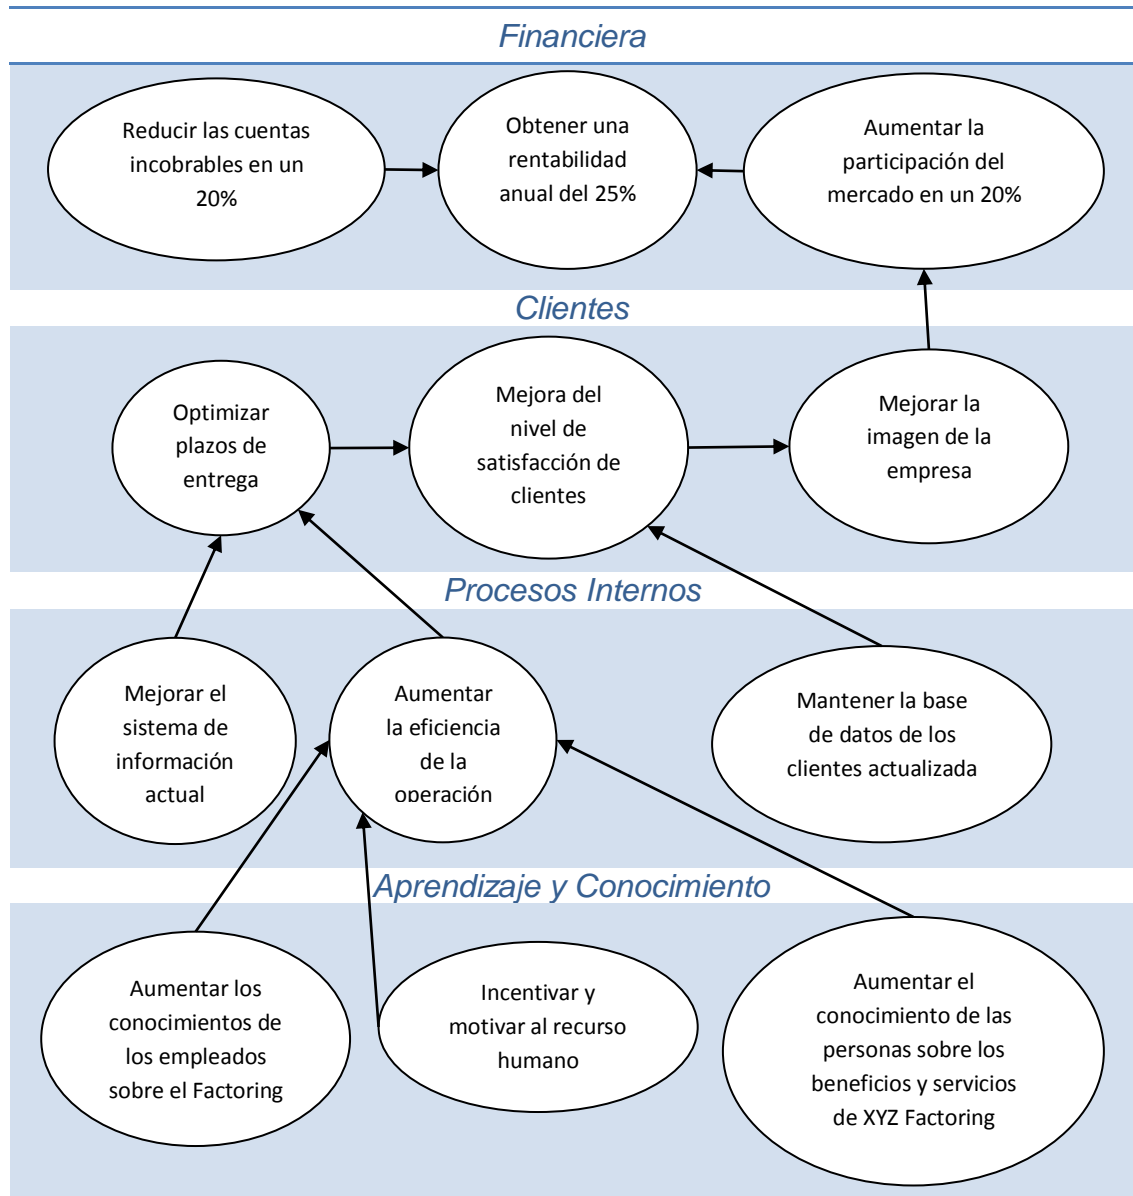 Financiera
Reducir las cuentas
incobrables en un
20%
Obtener una
rentabilidad
anual del 25%
Aumentar la
participación del
mercado en un 20%
Clientes
Optimizar
plazos de
entrega
Mejora del
nivel de
satisfacción de
clientes
Mejorar la
imagen de la
empresa
Procesos Internos
Mejorar el
sistema de
información
actual
Aumentar
la eficiencia
de la
operación
Mantener la base
de datos de los
clientes actualizada
Aprendizaje y Conocimiento
Aumentar los
conocimientos de
los empleados
sobre el Factoring
Incentivar y
motivar al recurso
humano
Aumentar el
conocimiento de las
personas sobre los
beneficios y servicios
de XYZ Factoring